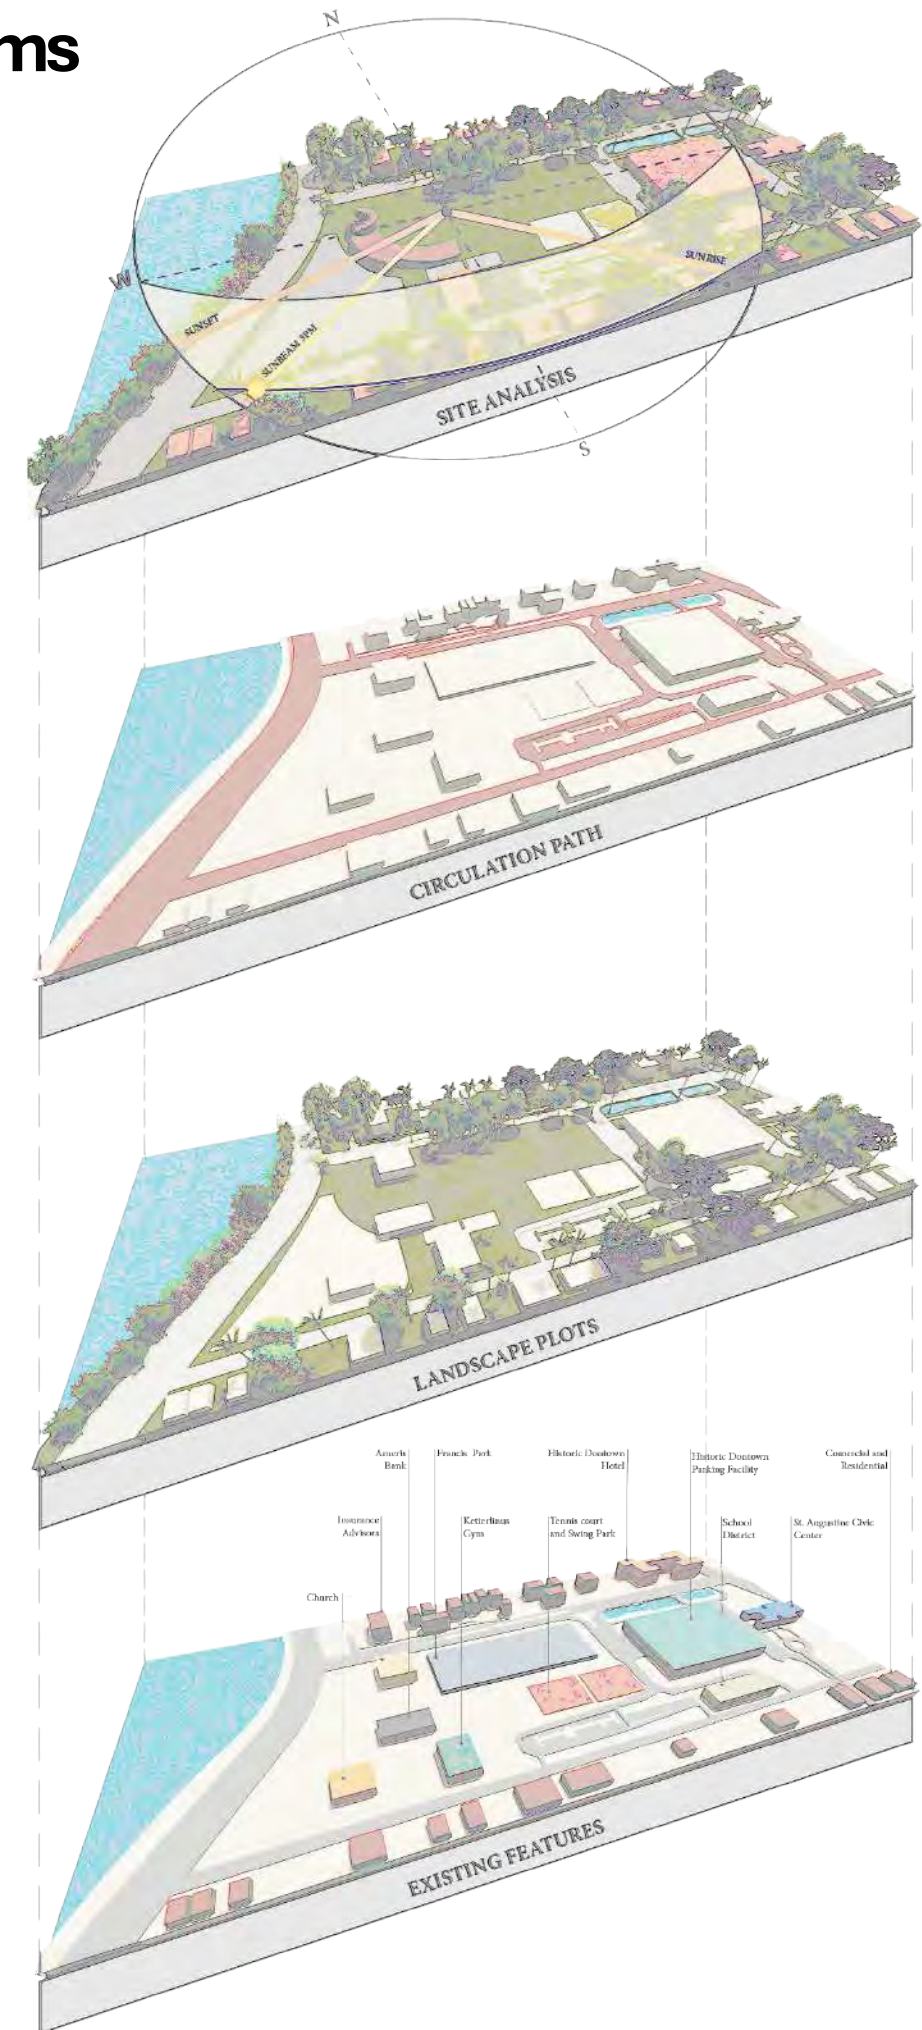 ms
N
W
SUNSET
SUNBEAM 5PM
SUNRISE
SITE ANALYSIS
S
CIRCULATION PATH
LANDSCAPE PLOTS
Ameris
Bank
Francis Park
Historic Dontown
Hotel
Historic Dontown
Parking Facility
Comercial and
Residential
Insurance
Advisors
Ketterlinus
Gym
Tennis court
and Swing Park
School
District
St. Augustine Civic
Center
Church
EXISTING FEATURES